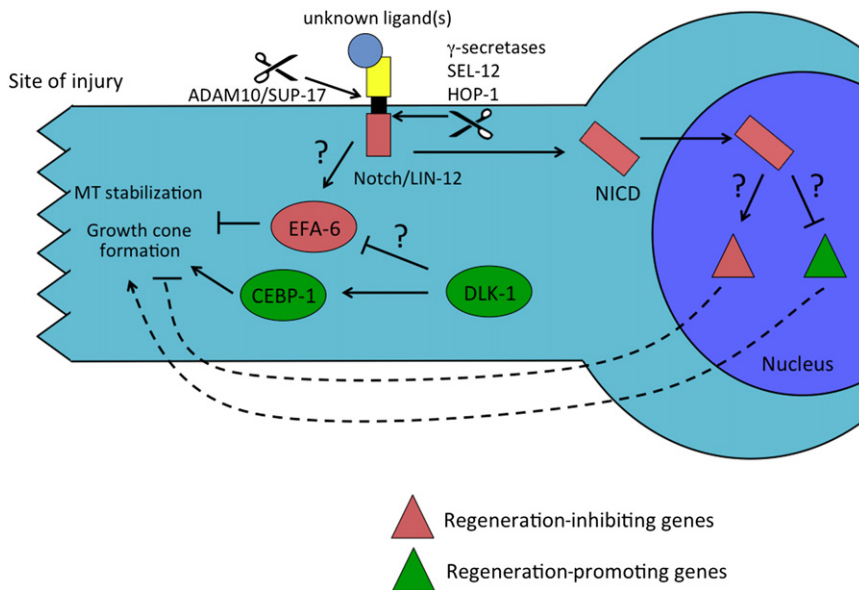 unknown ligand(s)
γ-secretases
SEL-12
HOP-1
Site of injury
ADAM10/SUP-17
?
Notch/LIN-12
NICD
?
?
MT stabilization
Growth cone
formation
EFA-6
?
CEBP-1
DLK-1
Nucleus
Regeneration-inhibiting genes
Regeneration-promoting genes